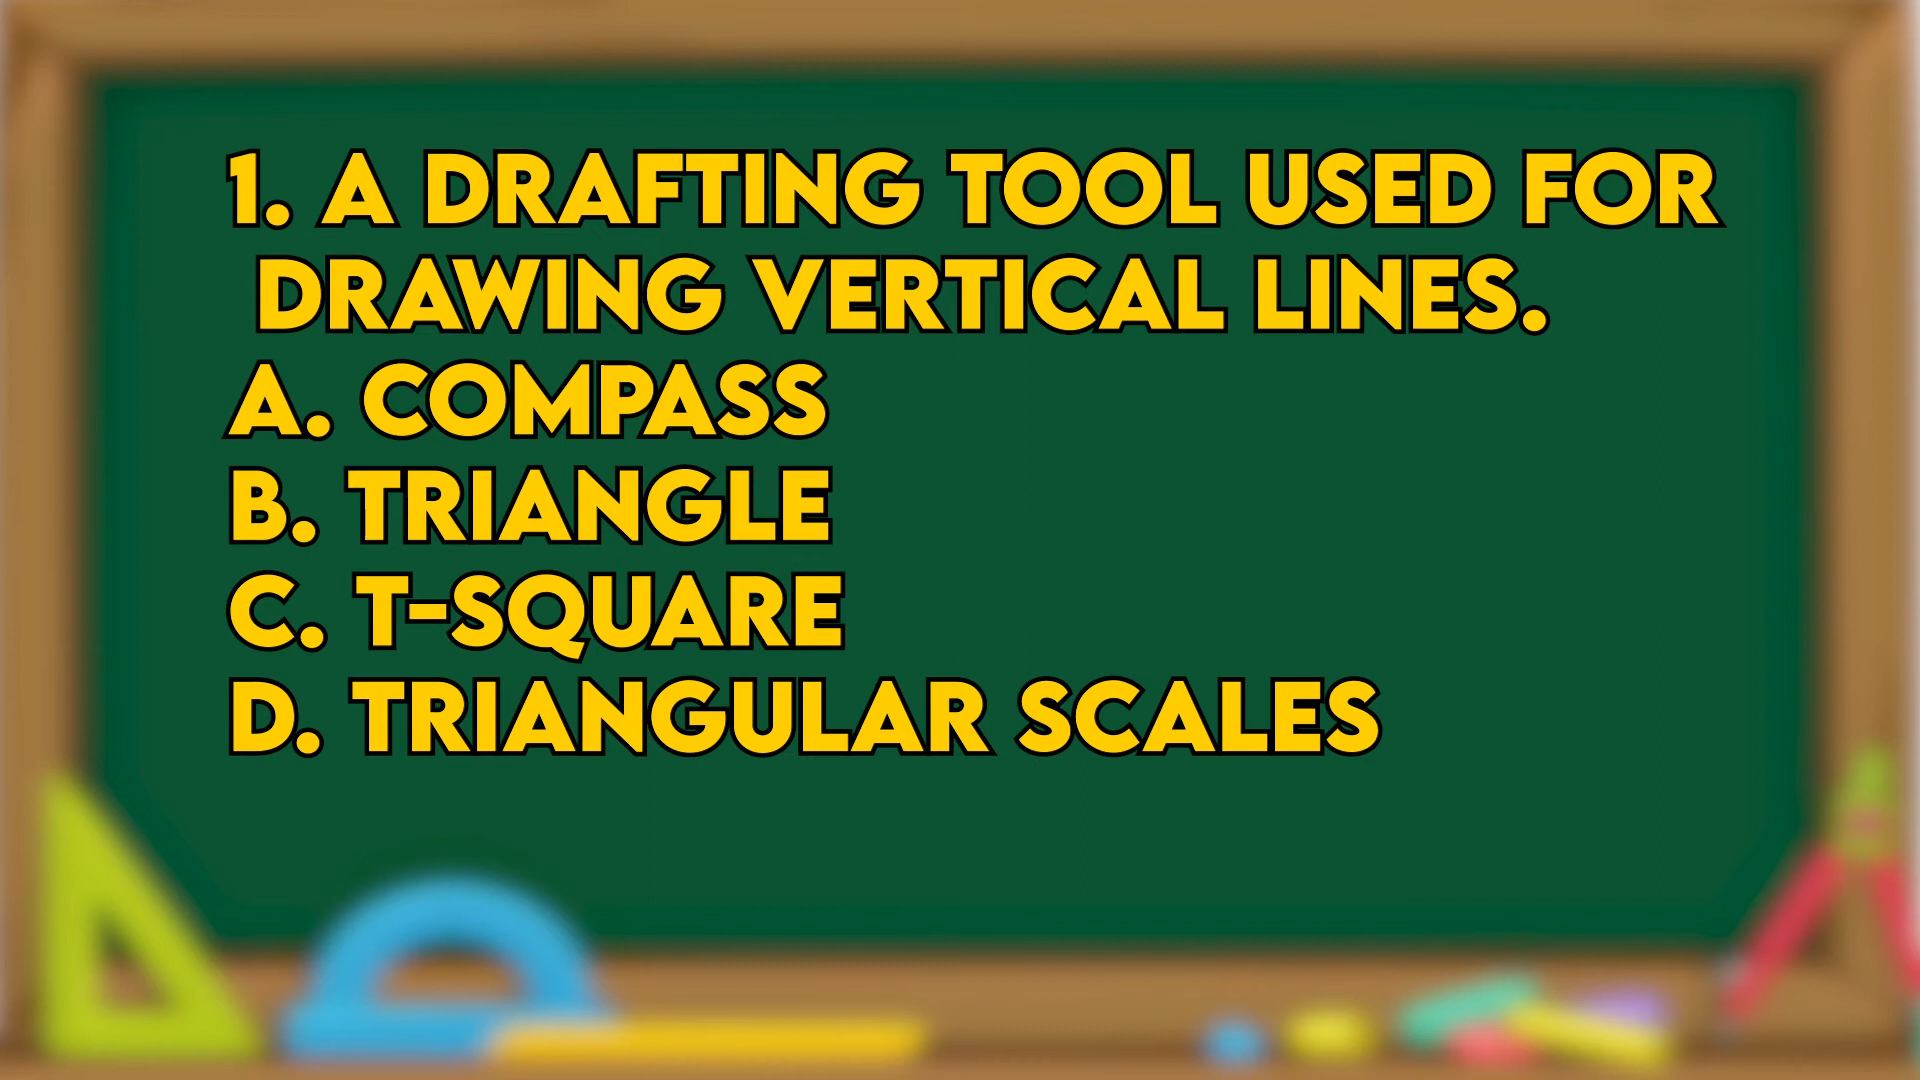 1. A DRAFTING TOOL USED FOR
DRAWING VERTICAL LINES.
A. COMPASS
B. TRIANGLE
C. T-SQUARE
D. TRIANGULAR SCALES